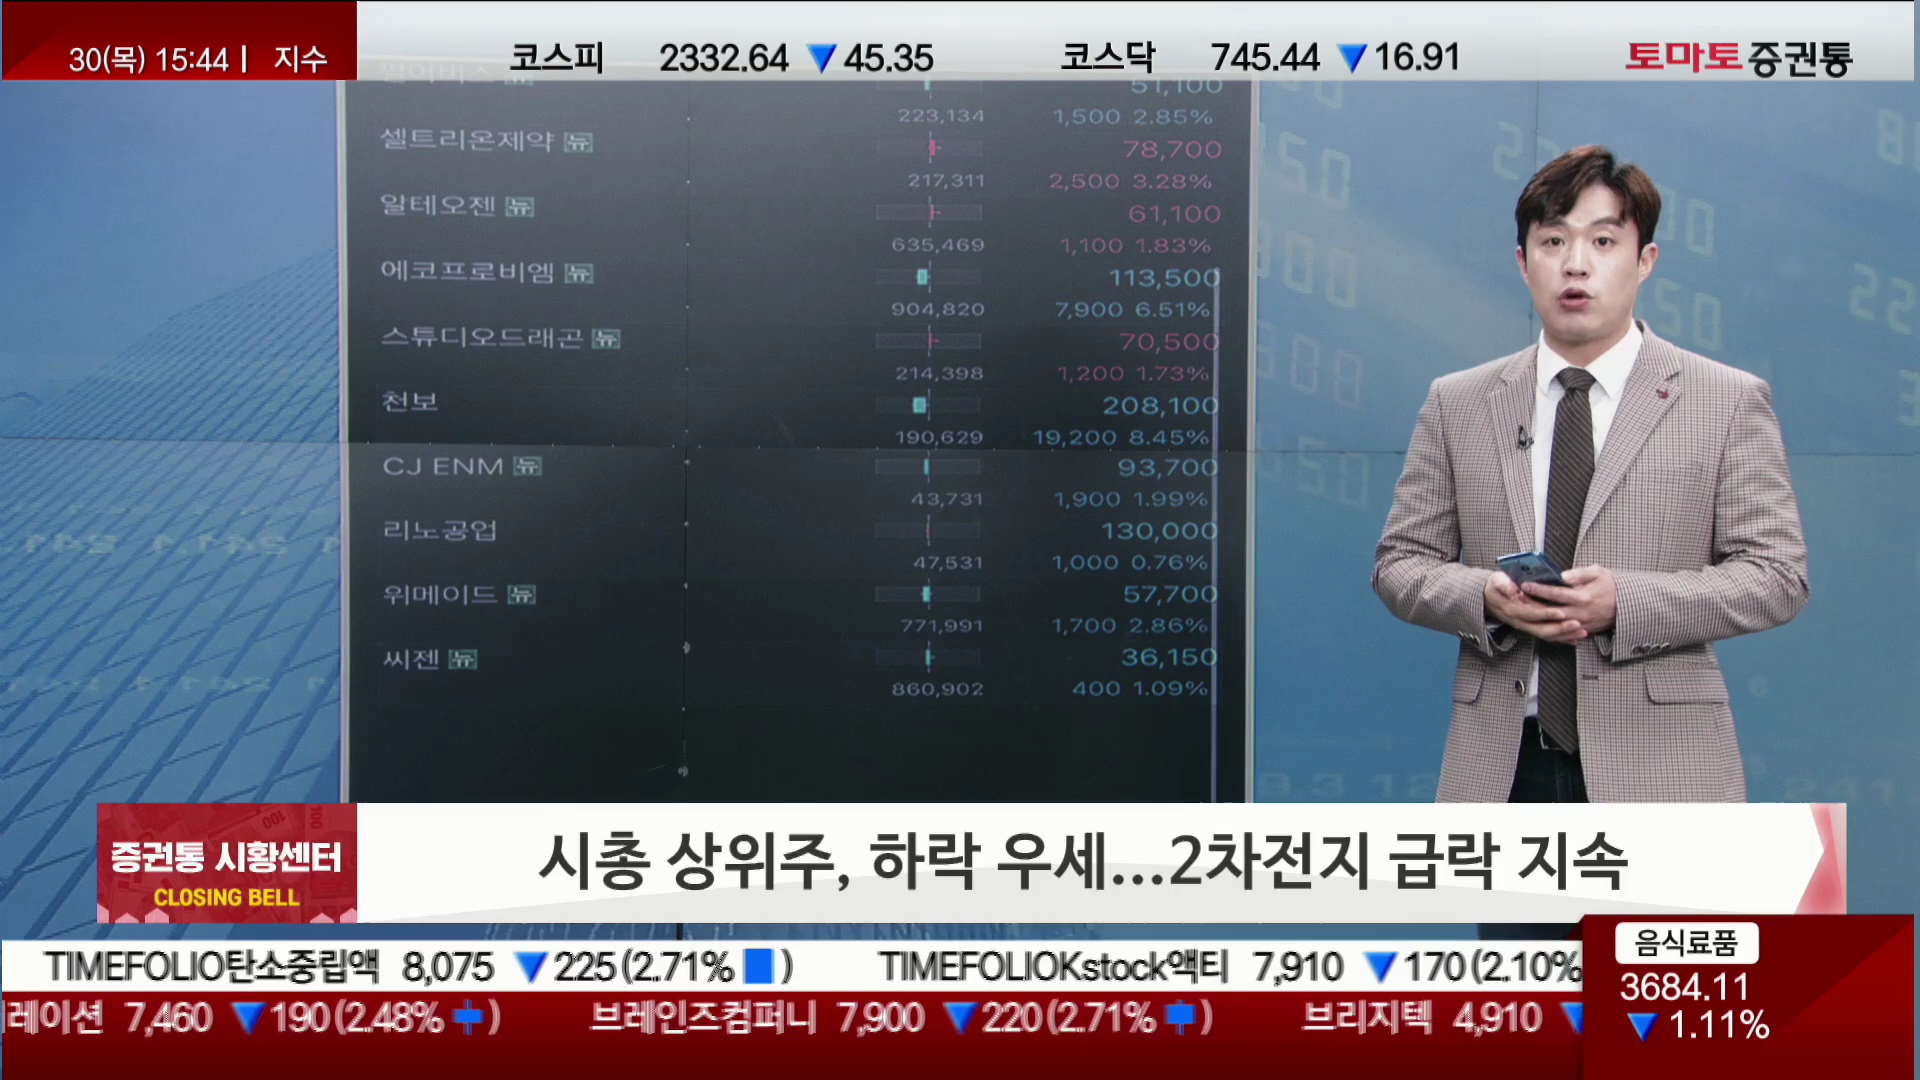 30(목) 15:44 | 지수
코스피 2332.64 ▼ 45.35 코스닥 745.44 ▼ 16.91
토마토증권통
51,100
223,134 1,500 2.85%
셀트리온제약 뉴 78,700
217,311 2,500 3.28%
알테오젠 뉴 61,100
635,469 1,100 1.83%
에코프로비엠 뉴 113,500
904,820 7,900 6.51%
스튜디오드래곤 뉴 70,500
214,398 1,200 1.73%
천보 208,100
190,629 19,200 8.45%
CJ ENM 뉴 93,700
43,731 1,900 1.99%
리노공업 130,000
47,531 1,000 0.76%
위메이드 뉴 57,700
771,991 1,700 2.86%
씨젠 뉴 36,150
860,902 400 1.09%
증권통 시황센터
CLOSING BELL
시총 상위주, 하락 우세...2차전지 급락 지속
TIMEFOLIO탄소중립액 8,075 ▼225(2.71% ) TIMEFOLIOKstock액티 7,910 ▼170(2.10%
레이션 7,460 ▼190(2.48% ) 브레인즈컴퍼니 7,900 ▼220(2.71% ) 브리지텍 4,910 ▼
음식료품
3684.11
▼ 1.11%